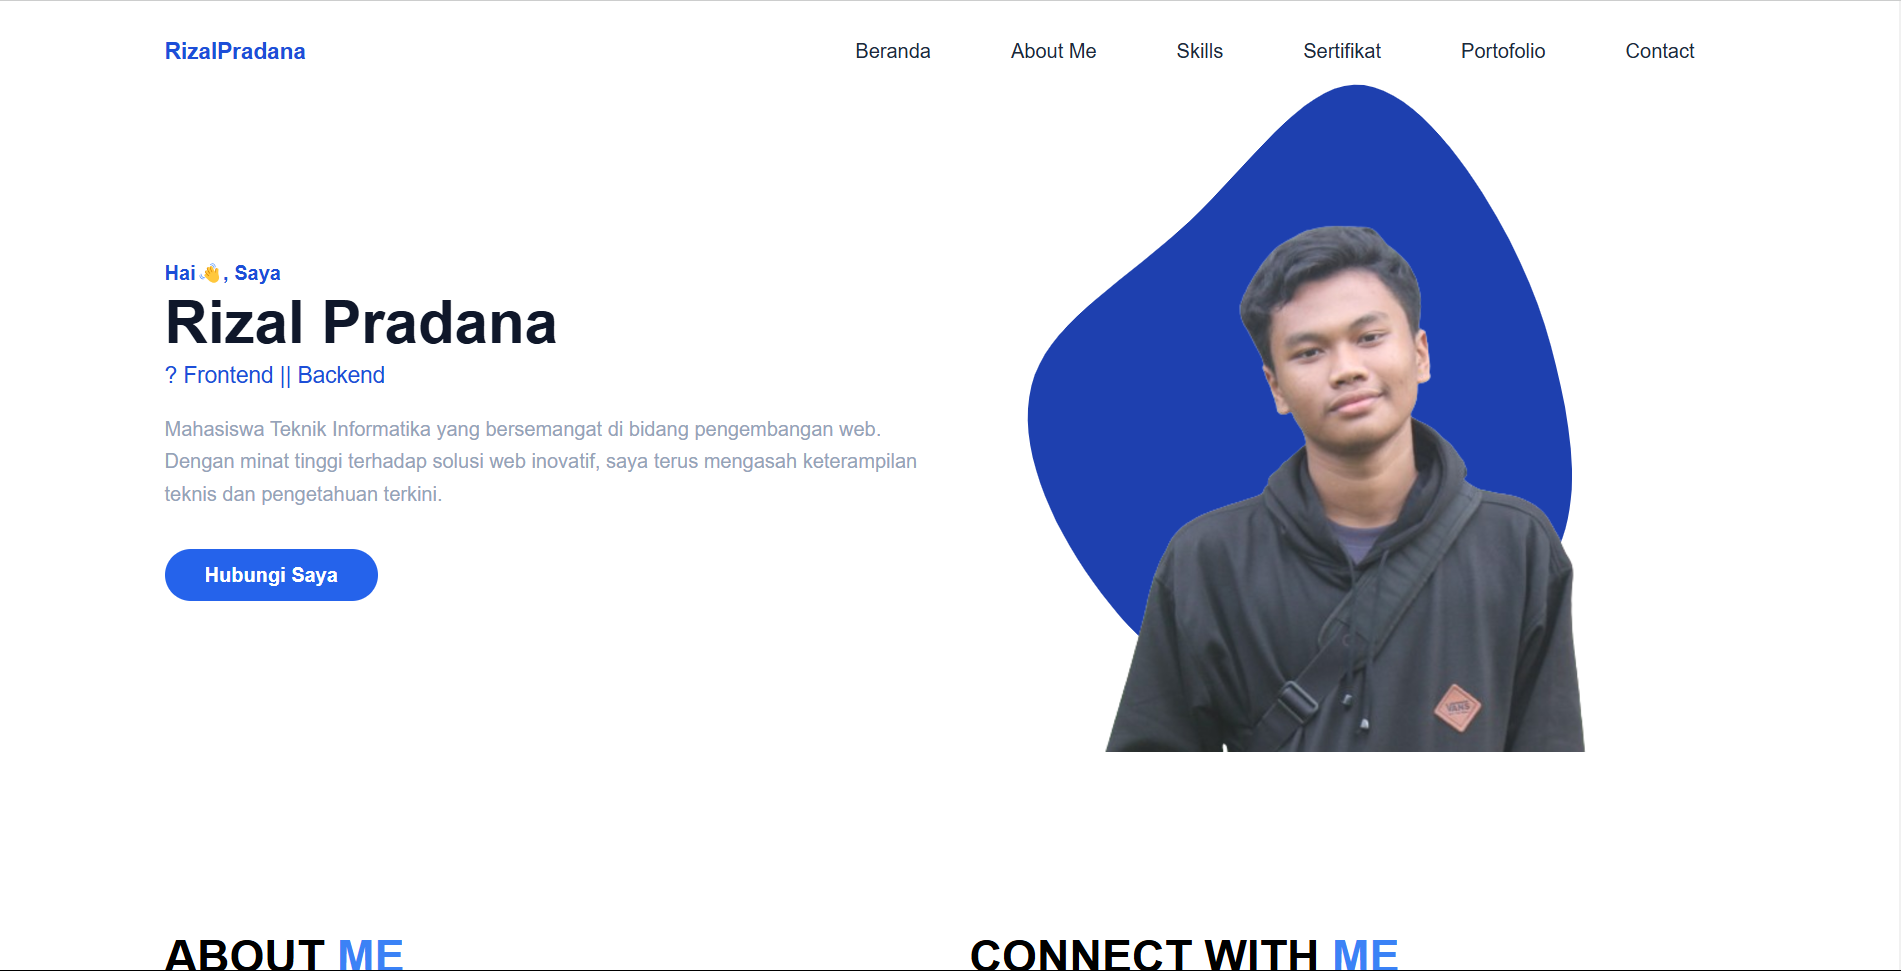 RizalPradana
Beranda About Me Skills Sertifikat Portofolio Contact
Hai👋, Saya
Rizal Pradana
? Frontend || Backend
Mahasiswa Teknik Informatika yang bersemangat di bidang pengembangan web.
Dengan minat tinggi terhadap solusi web inovatif, saya terus mengasah keterampilan
teknis dan pengetahuan terkini.
Hubungi Saya
VANS
ABOUT ME
CONNECT WITH ME